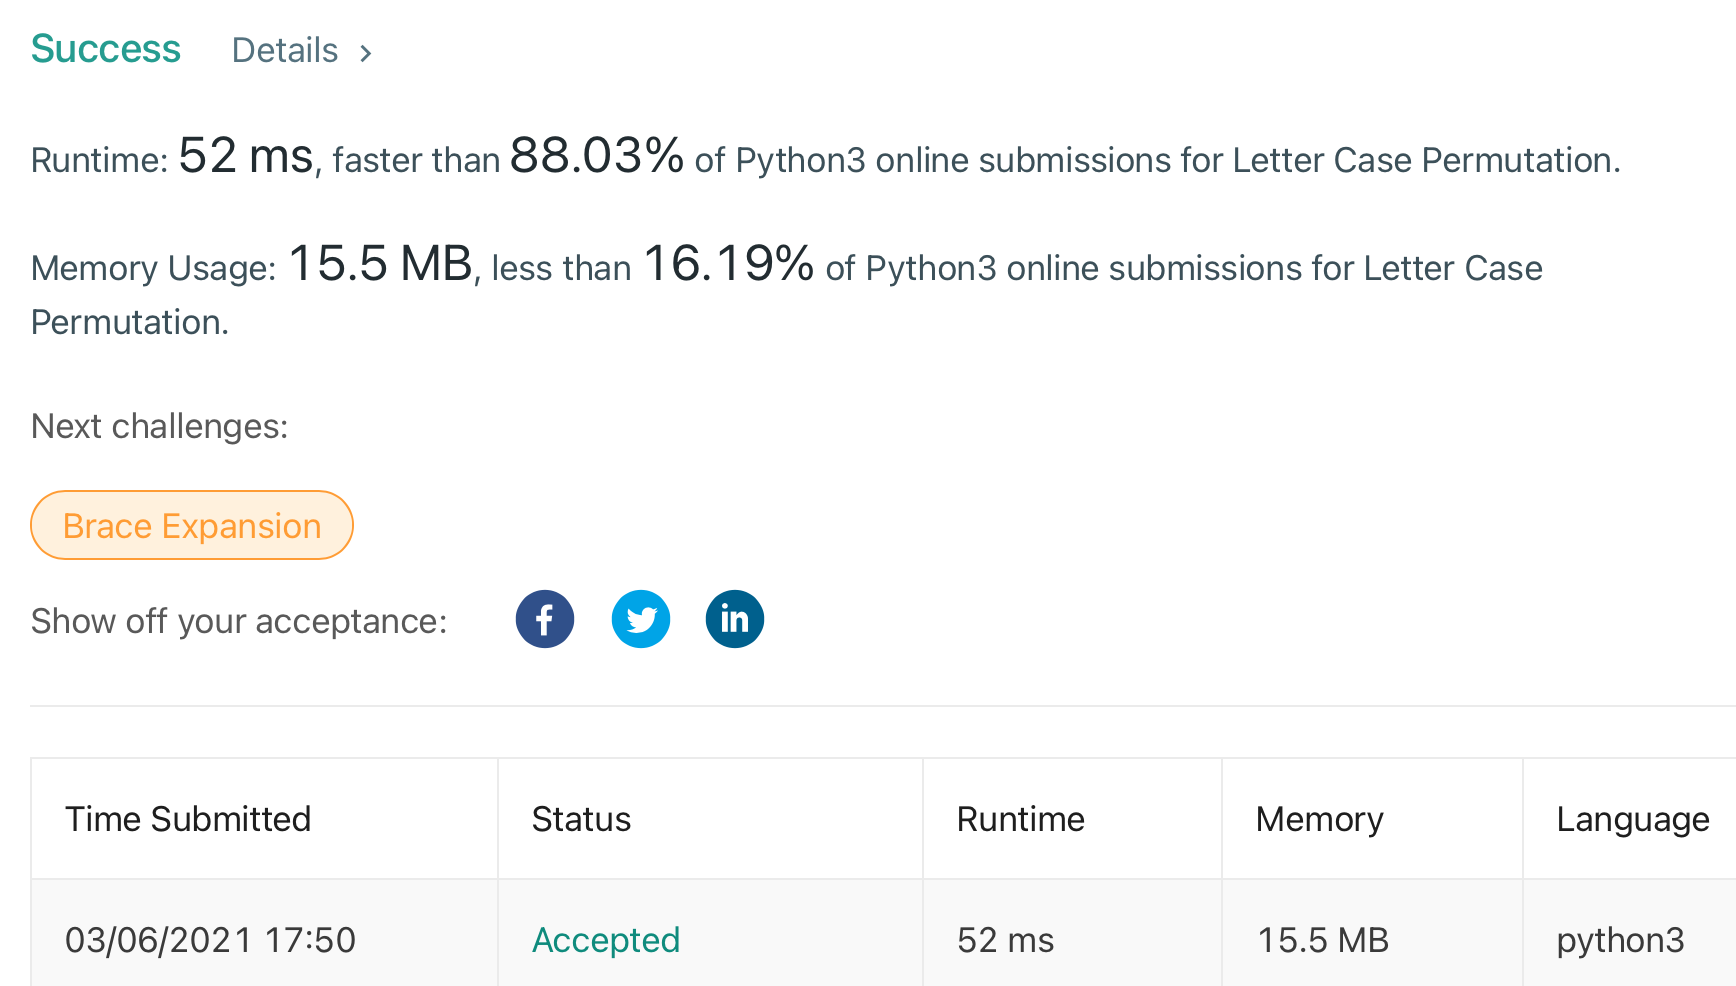 Success Details >
Runtime: 52 ms, faster than 88.03% of Python3 online submissions for Letter Case Permutation.
Memory Usage: 15.5 MB, less than 16.19% of Python3 online submissions for Letter Case
Permutation.
Next challenges:
Brace Expansion
Show off your acceptance: f in
Time Submitted Status Runtime Memory Language
03/06/2021 17:50 Accepted 52 ms 15.5 MB python3